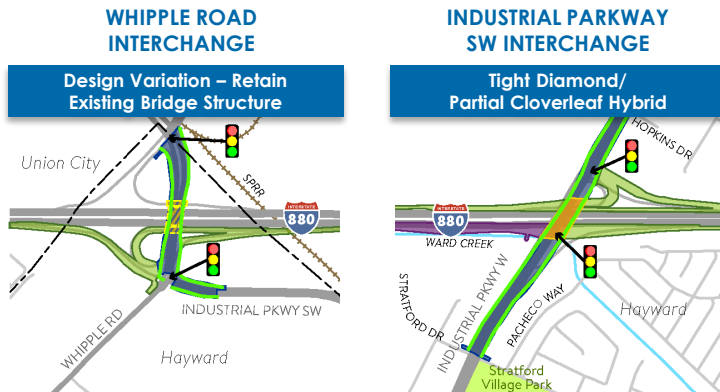 WHIPPLE ROAD
INTERCHANGE
Design Variation – Retain
Existing Bridge Structure
Union City
SPRR
INTERSTATE
880
INDUSTRIAL PKWY SW
WHIPPLE RD
Hayward
INDUSTRIAL PARKWAY
SW INTERCHANGE
Tight Diamond/
Partial Cloverleaf Hybrid
HOPKINS DR
INTERSTATE
880
WARD CREEK
STRATFORD DR
INDUSTRIAL PKWY W
PACHECO WAY
Hayward
Stratford
Village Park